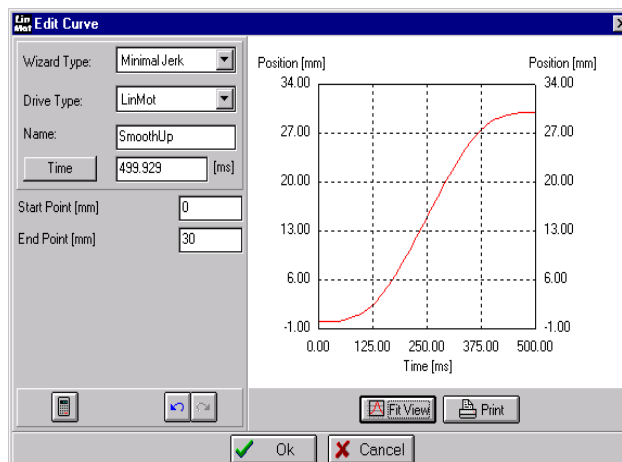 Lin Mot Edit Curve
Wizard Type: Minimal Jerk
Drive Type: LinMot
Name: SmoothUp
Time 499.929 [ms]
Start Point [mm] 0
End Point [mm] 30
Position [mm] Position [mm]
34.00 34.00
27.00 27.00
20.00 20.00
13.00 13.00
6.00 6.00
-1.00 -1.00
0.00 125.00 250.00 375.00 500.00
Time [ms]
Fit View Print
Ok Cancel